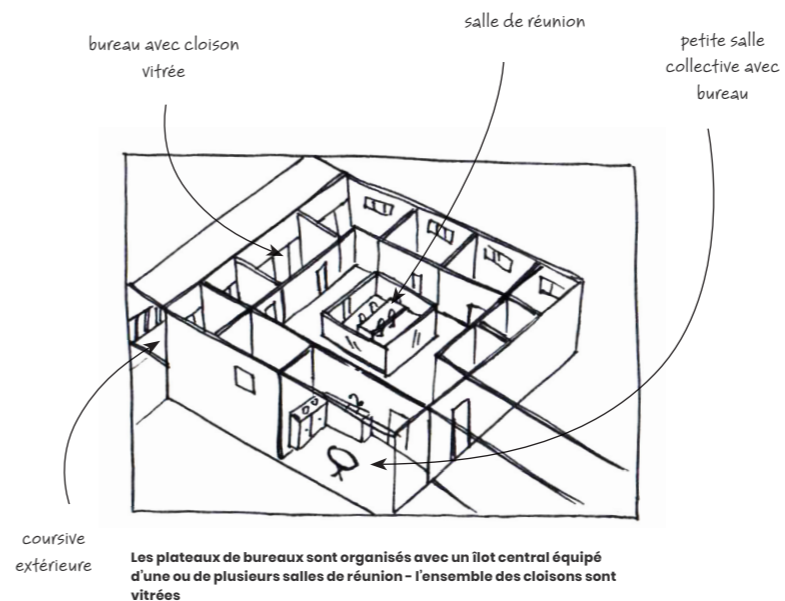 salle de réunion
bureau avec cloison
vitrée
petite salle
collective avec
bureau
coursive
extérieure
Les plateaux de bureaux sont organisés avec un îlot central équipé
d'une ou de plusieurs salles de réunion – l'ensemble des cloisons sont
vitrées